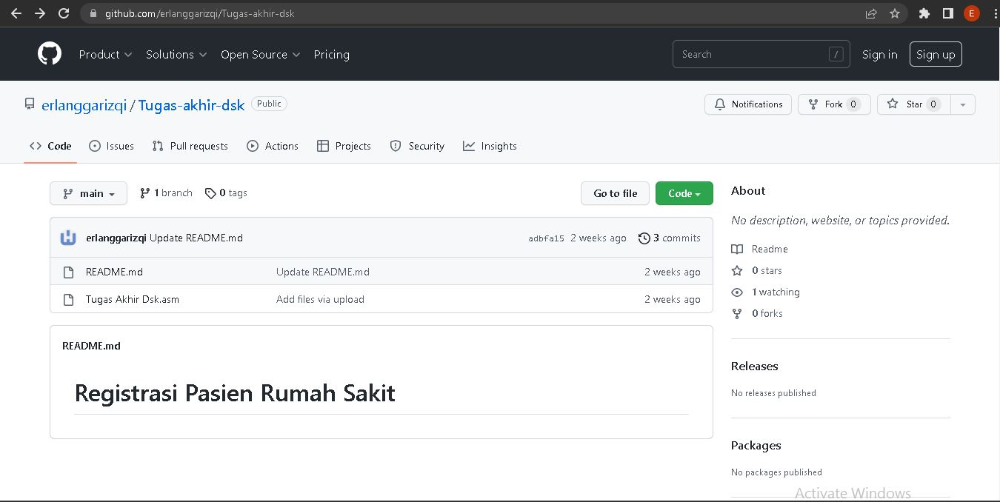 github.com/erlanggarizqi/Tugas-akhir-dsk
E
Product Solutions Open Source Pricing Search / Sign in Sign up
erlanggarizqi / Tugas-akhir-dsk Public Notifications Fork 0 Star 0
Code Issues Pull requests Actions Projects Security Insights
main 1 branch 0 tags Go to file Code
erlanggarizqi Update README.md adbfa15 2 weeks ago 3 commits
README.md Update README.md 2 weeks ago
Tugas Akhir Dsk.asm Add files via upload 2 weeks ago
README.md
Registrasi Pasien Rumah Sakit
About
No description, website, or topics provided.
Readme
0 stars
1 watching
0 forks
Releases
No releases published
Packages
No packages published
Activate Windows